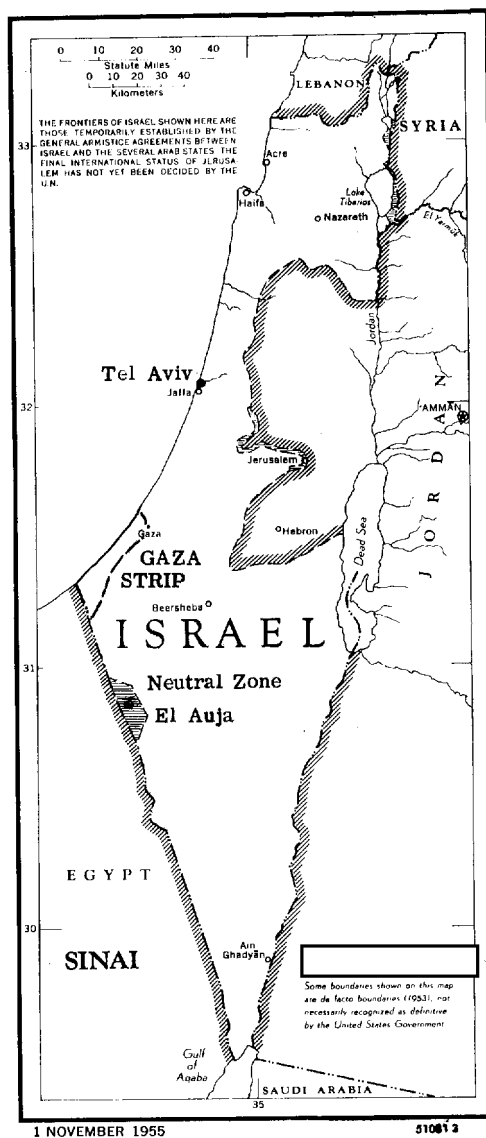 0 10 20 30 40
Statute Miles
0 10 20 30 40
Kilometers
THE FRONTIERS OF ISRAEL SHOWN HERE ARE
THOSE TEMPORARILY ESTABLISHED BY THE
GENERAL ARMISTICE AGREEMENTS BETWEEN
ISRAEL AND THE SEVERAL ARAB STATES THE
FINAL INTERNATIONAL STATUS OF JERUSA
LEM HAS NOT YET BEEN DECIDED BY THE
U.N.
LEBANON
SYRIA
33
Acre
Haifa
Lake
Tiberias
Nazareth
El Yarmūk
Jordan
Tel Aviv
Jaffa
32
AMMAN
JORDAN
Jerusalem
Hebron
Dead Sea
Gaza
GAZA
STRIP
Beersheba
ISRAEL
31
Neutral Zone
El Auja
EGYPT
30
SINAI
Ain
Ghadyān
Some boundaries shown on this map
are de facto boundaries (1953), not
necessarily recognized as definitive
by the United States Government
Gulf
of
Aqaba
SAUDI ARABIA
35
1 NOVEMBER 1955
51081 3